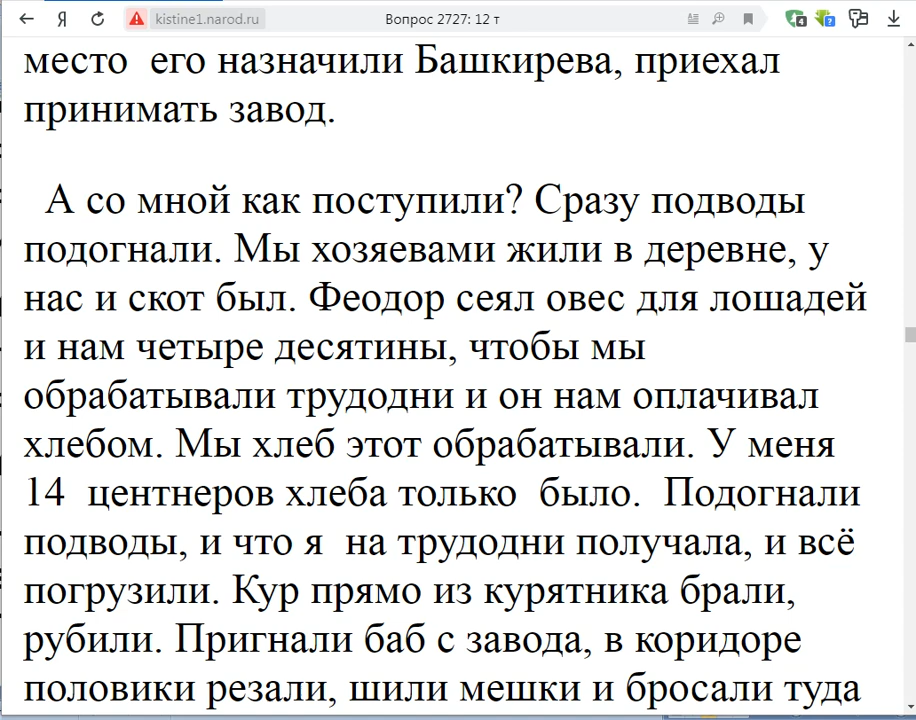 Я kistine1.narod.ru Вопрос 2727: 12 т 4 ?
место его назначили Башкирева, приехал
принимать завод.
А со мной как поступили? Сразу подводы
подогнали. Мы хозяевами жили в деревне, у
нас и скот был. Феодор сеял овес для лошадей
и нам четыре десятины, чтобы мы
обрабатывали трудодни и он нам оплачивал
хлебом. Мы хлеб этот обрабатывали. У меня
14 центнеров хлеба только было. Подогнали
подводы, и что я на трудодни получала, и всё
погрузили. Кур прямо из курятника брали,
рубили. Пригнали баб с завода, в коридоре
половики резали, шили мешки и бросали туда